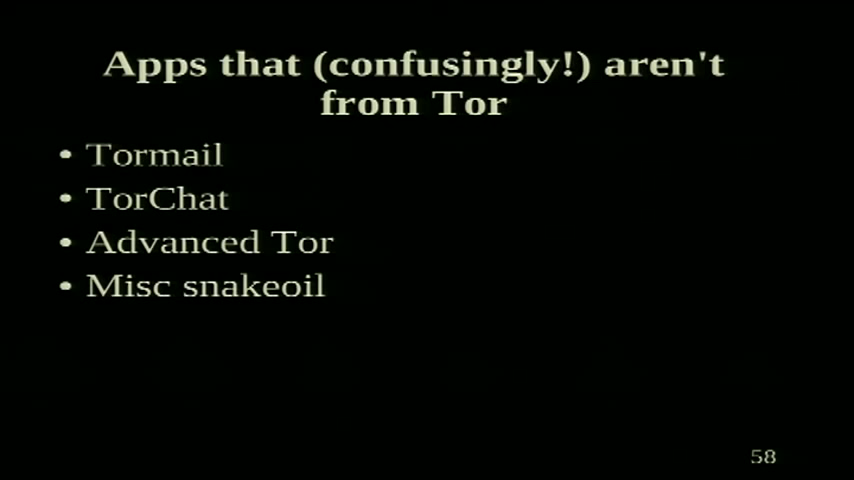 Apps that (confusingly!) aren't
from Tor
• Tormail
• TorChat
• Advanced Tor
• Misc snakeoil
58